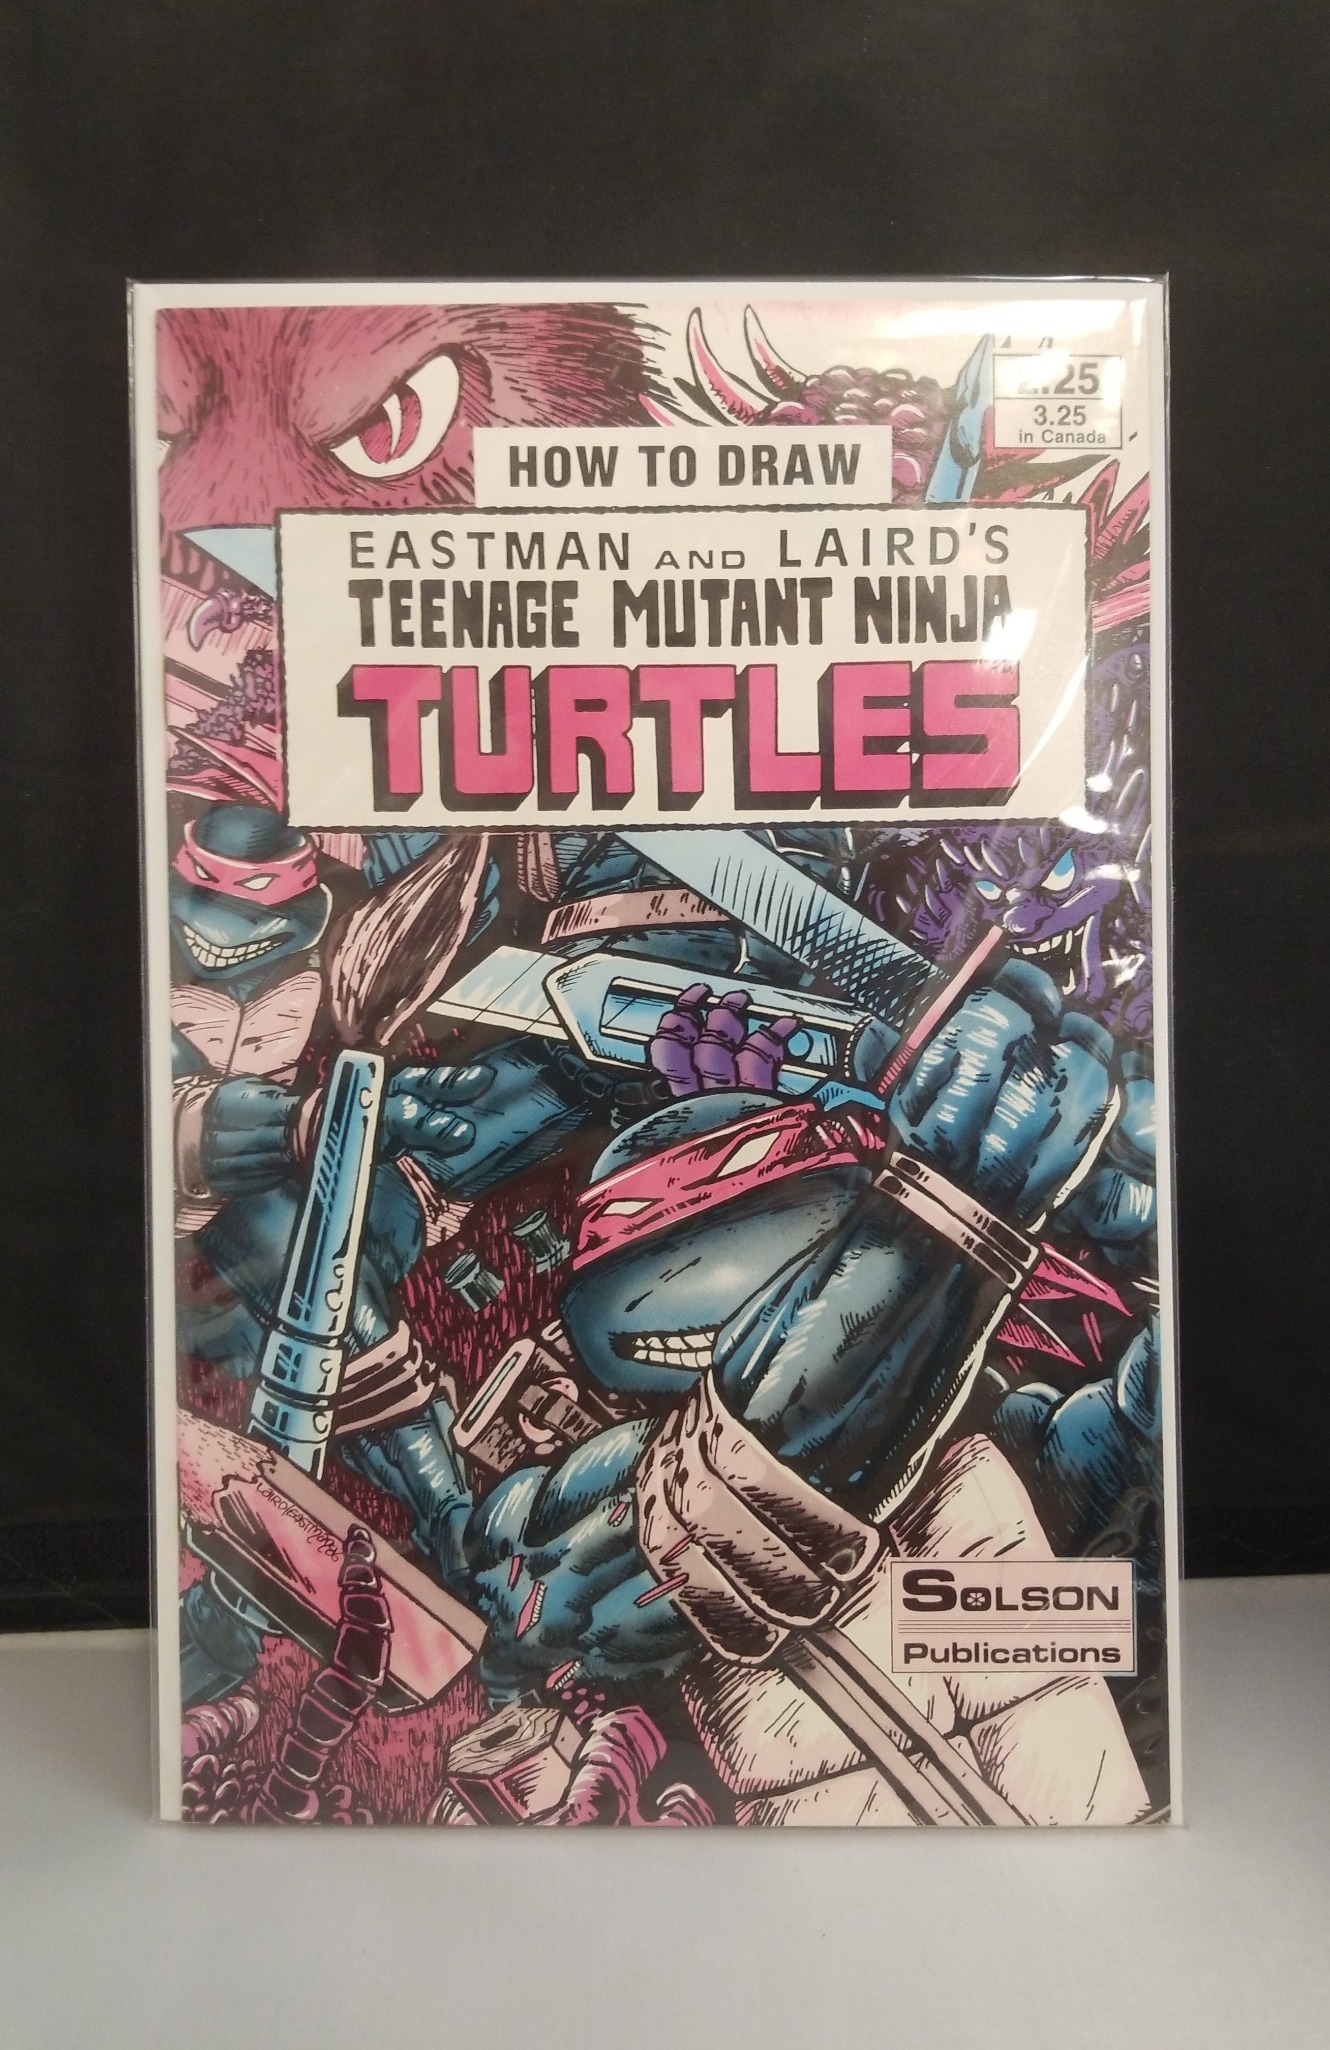 2.25
3.25
in Canada
HOW TO DRAW
EASTMAN AND LAIRD'S
TEENAGE MUTANT NINJA
TURTLES
SOLSON
Publications